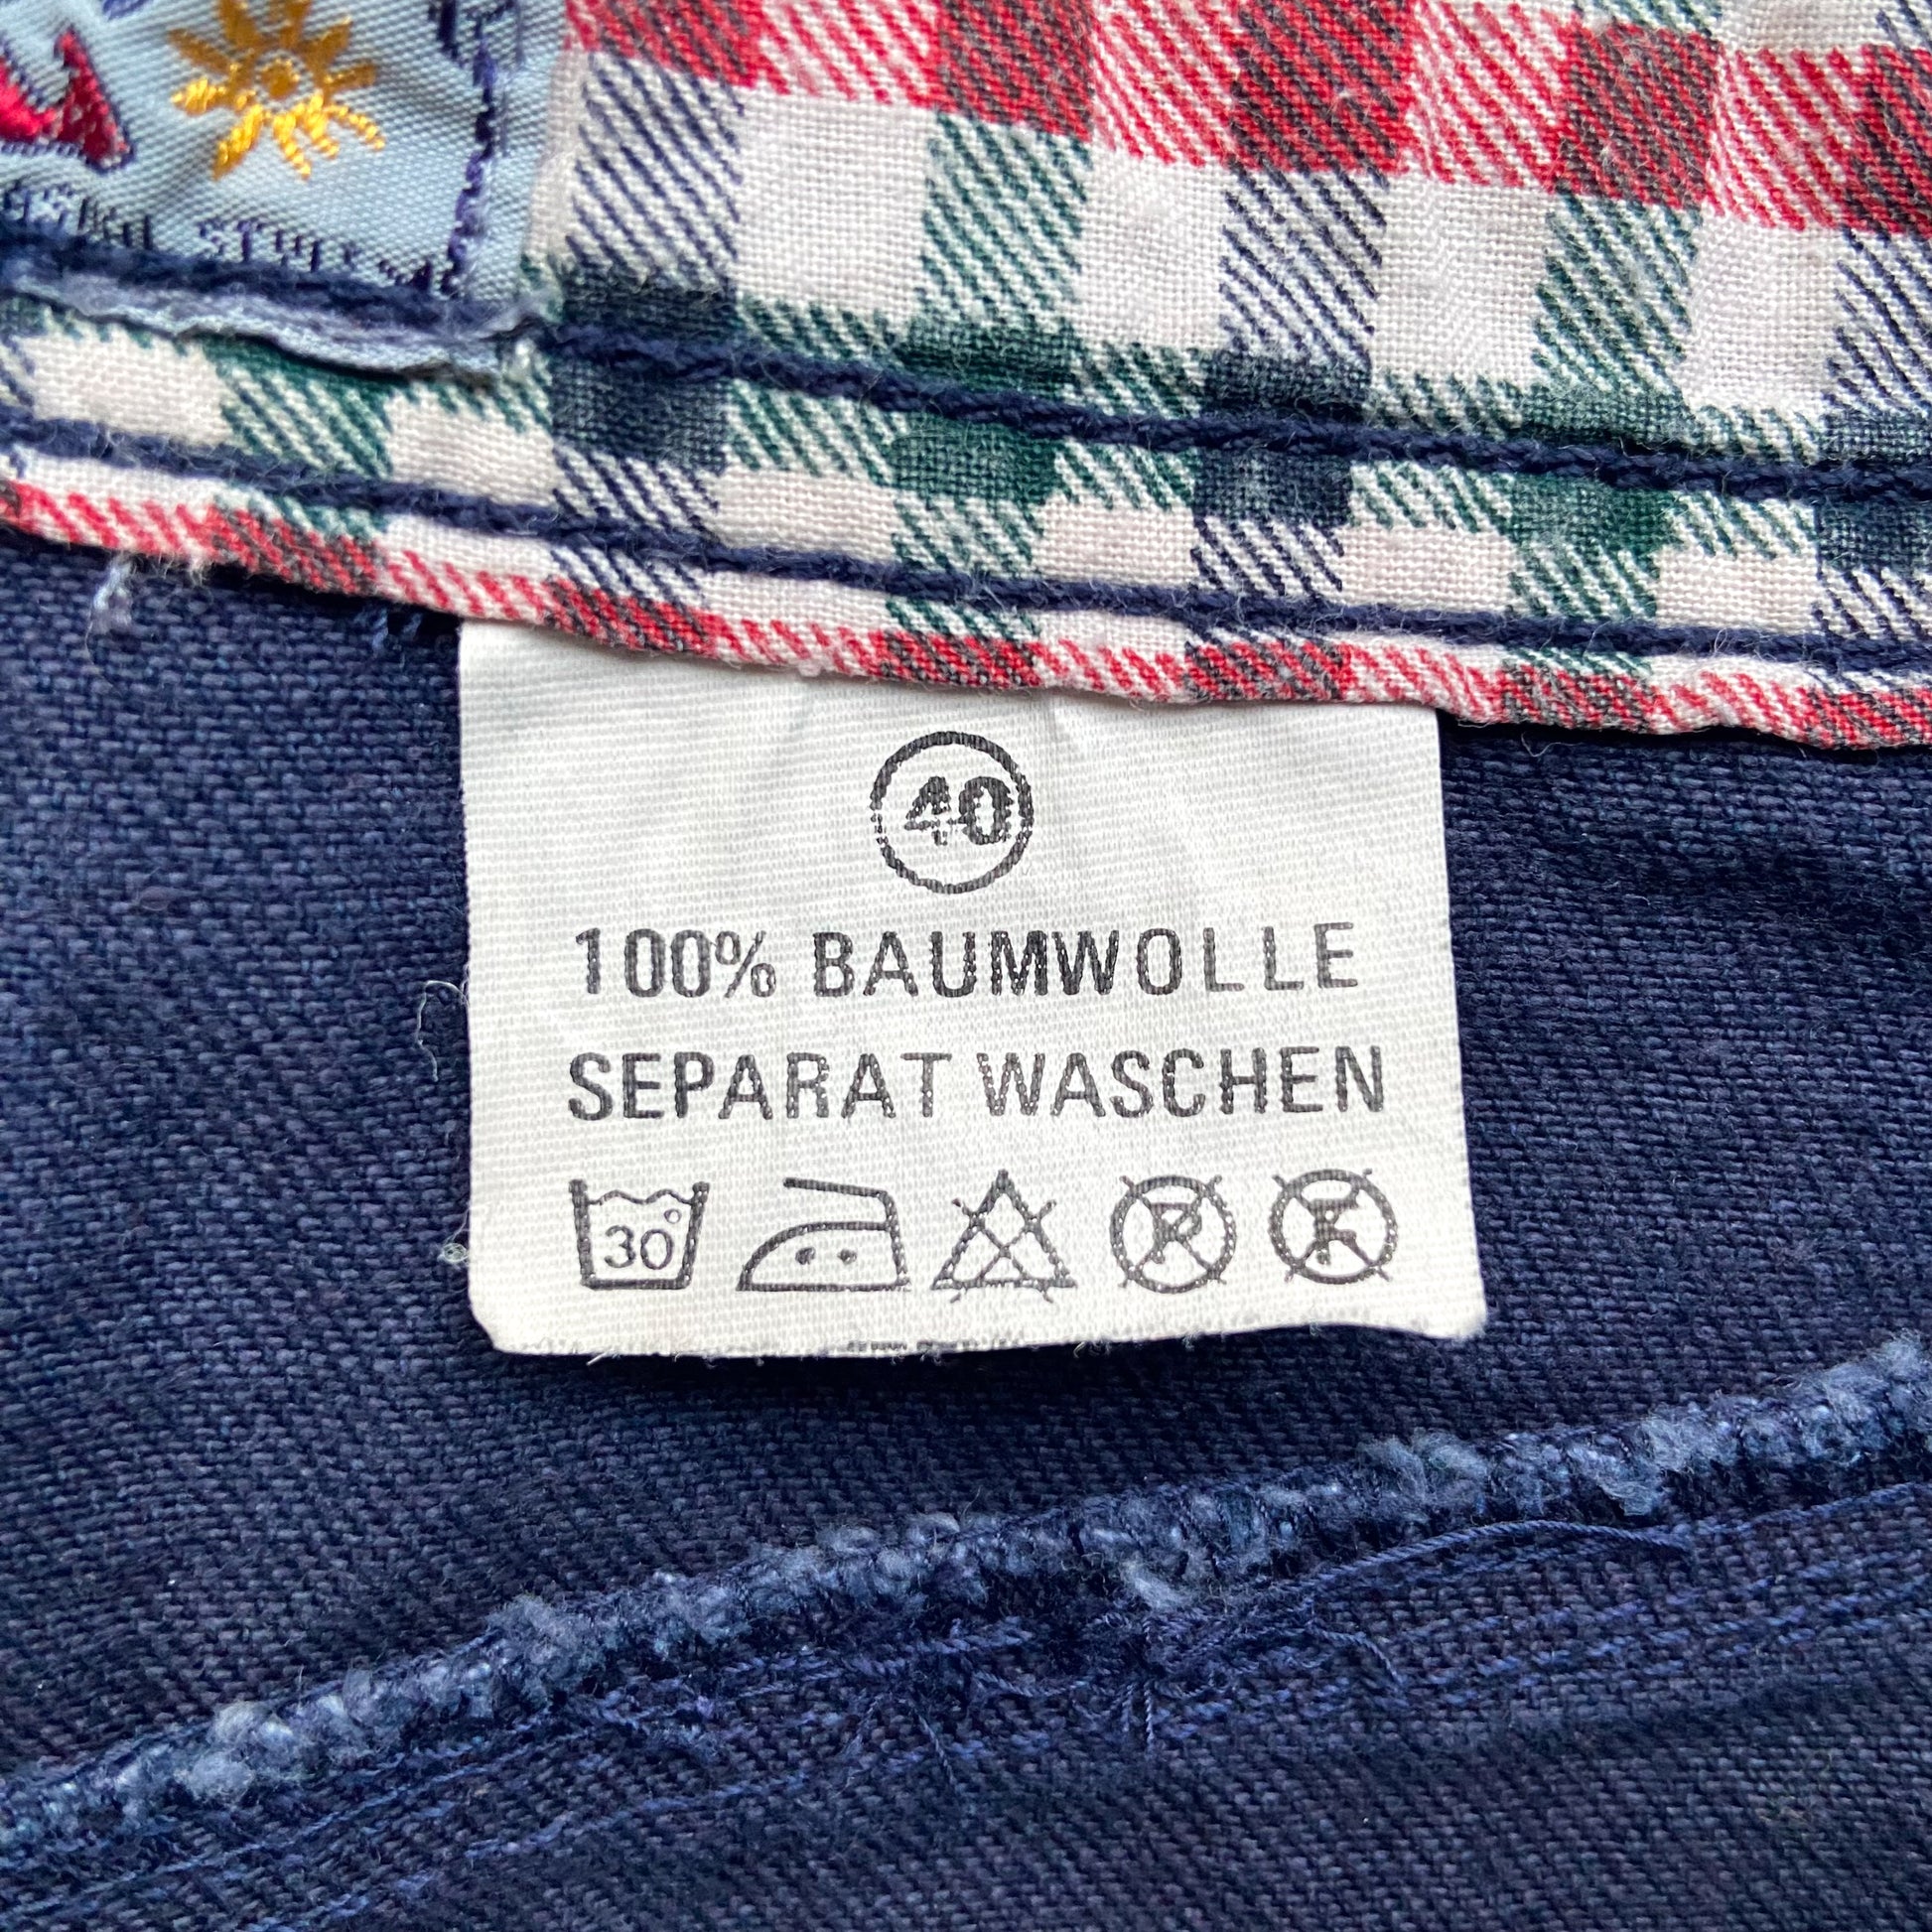 40
100% BAUMWOLLE
SEPARAT WASCHEN
30°
P F